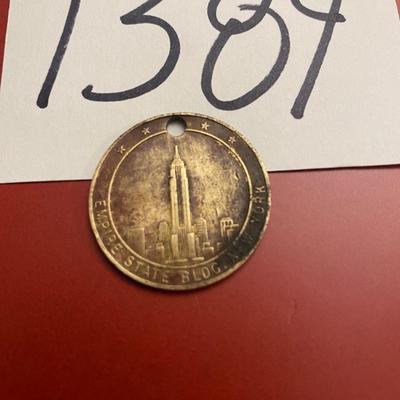 1384
EMPIRE STATE BLDG. NEW YORK